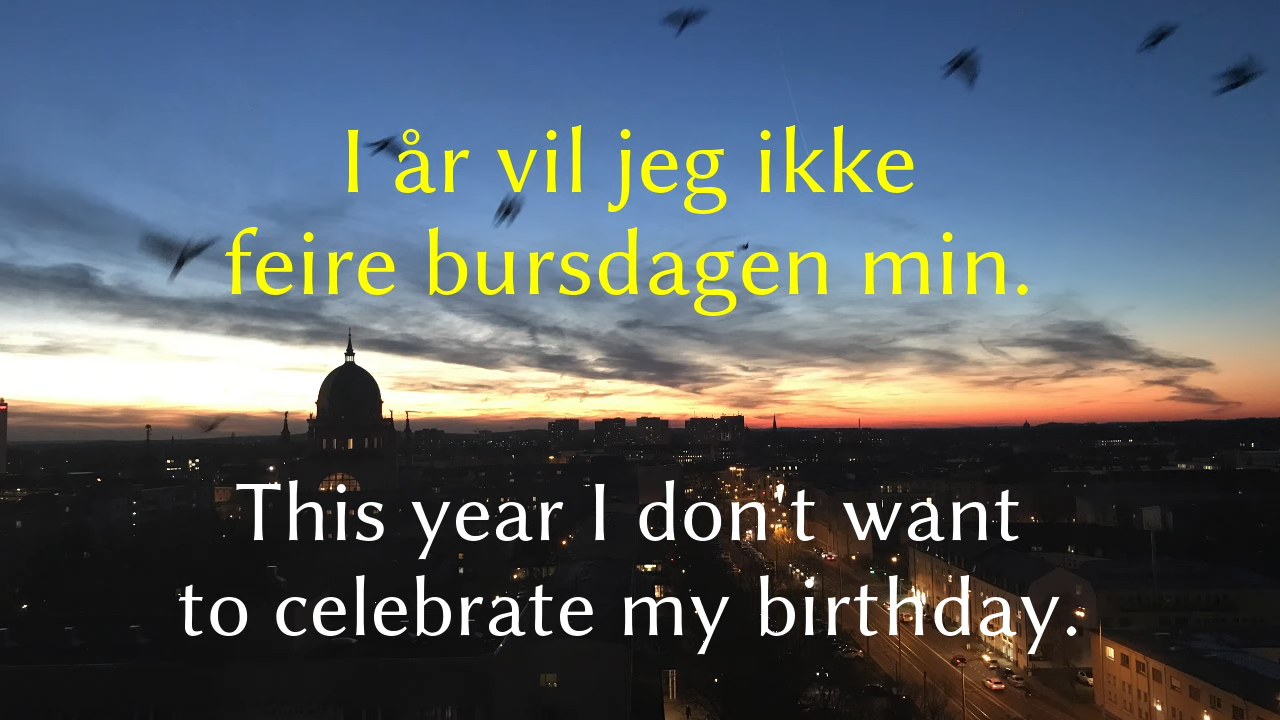 I år vil jeg ikke
feire bursdagen min.
This year I don't want
to celebrate my birthday.